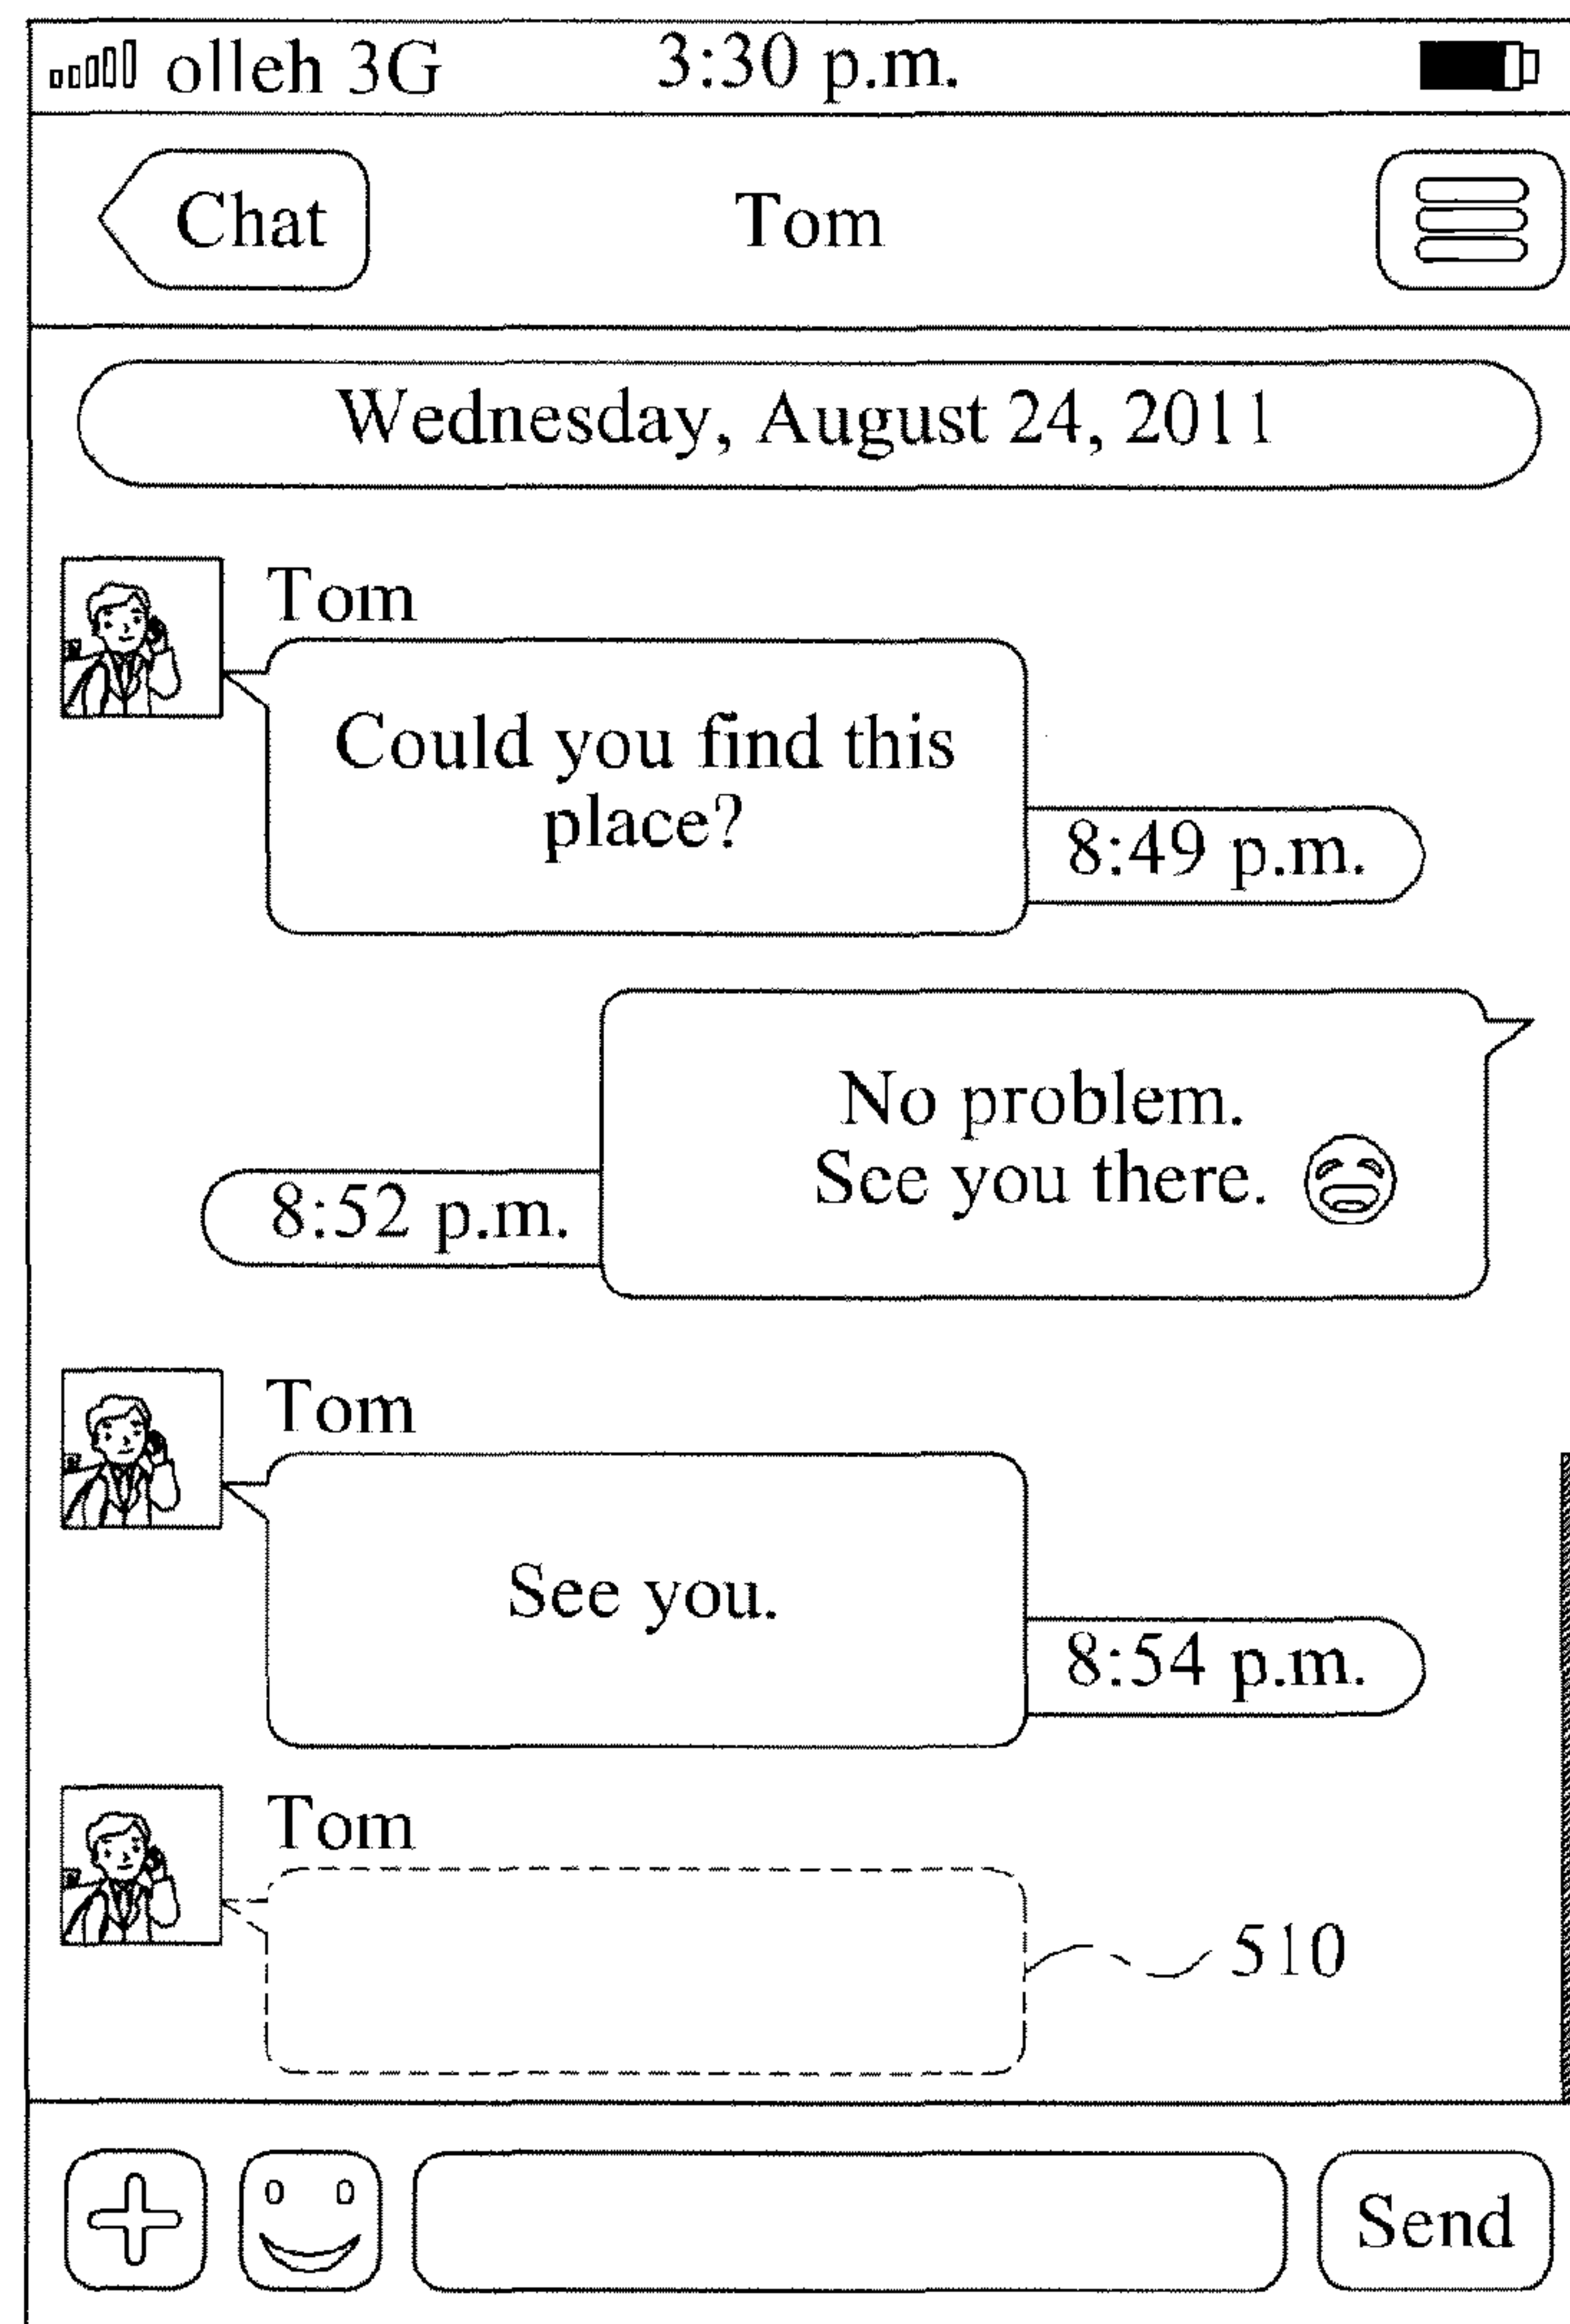 olleh 3G 3:30 p.m.
Chat Tom
Wednesday, August 24, 2011
Tom
Could you find this
place?
8:49 p.m.
No problem.
See you there.
8:52 p.m.
Tom
See you.
8:54 p.m.
Tom
510
Send